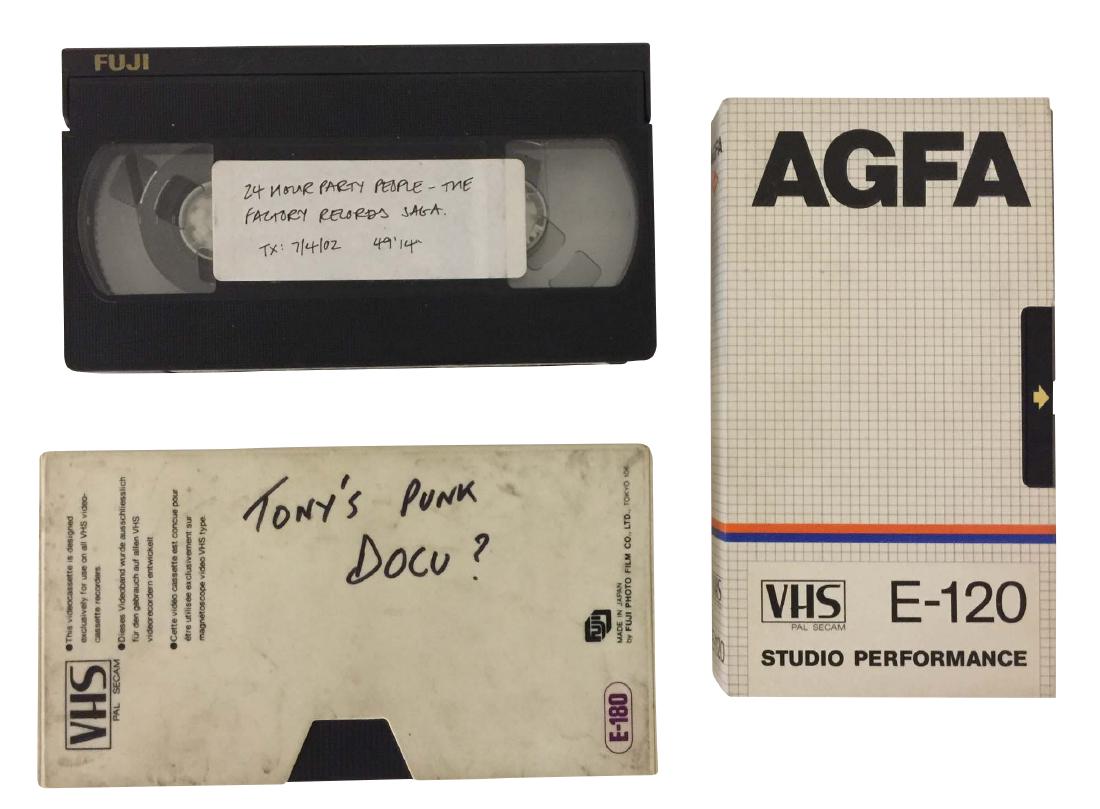 FUJI
24 HOUR PARTY PEOPLE - THE
FACTORY RECORDS SAGA.
TX: 7/4/02 49'14"
AGFA
VHS
PAL SECAM
E-120
STUDIO PERFORMANCE
TONY'S PUNK
DOCU?
●This videocassette is designed
exclusively for use on all VHS video-
cassette recorders.
●Dieses Videoband wurde ausschliesslich
für den gebrauch auf allen VHS
videorecordern entwickelt
●Cette vidéo cassette est concue pour
être utilisée exclusivement sur
magnétoscope video VHS type.
VHS
PAL SECAM
FUJI
MADE IN JAPAN
by FUJI PHOTO FILM CO., LTD., TOKYO 106
E-180